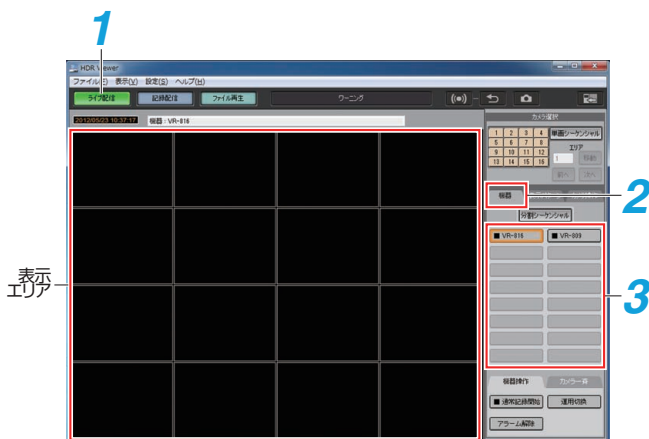 1
HDR Viewer
ファイル(F) 表示(V) 設定(S) ヘルプ(H)
ライブ配信 記録配信 ファイル再生 ワーニング
2012/05/23 10:37:17 機器 : VR-816
カメラ選択
1 2 3 4 単画シーケンシャル
5 6 7 8 エリア
9 10 11 12 1 移動
13 14 15 16
前へ 次へ
機器
2
分割シーケンシャル
■ VR-816 ■ VR-809
3
表示
エリア
機器操作 カメラ一覧
■ 通常記録開始 運用切換
アラーム解除